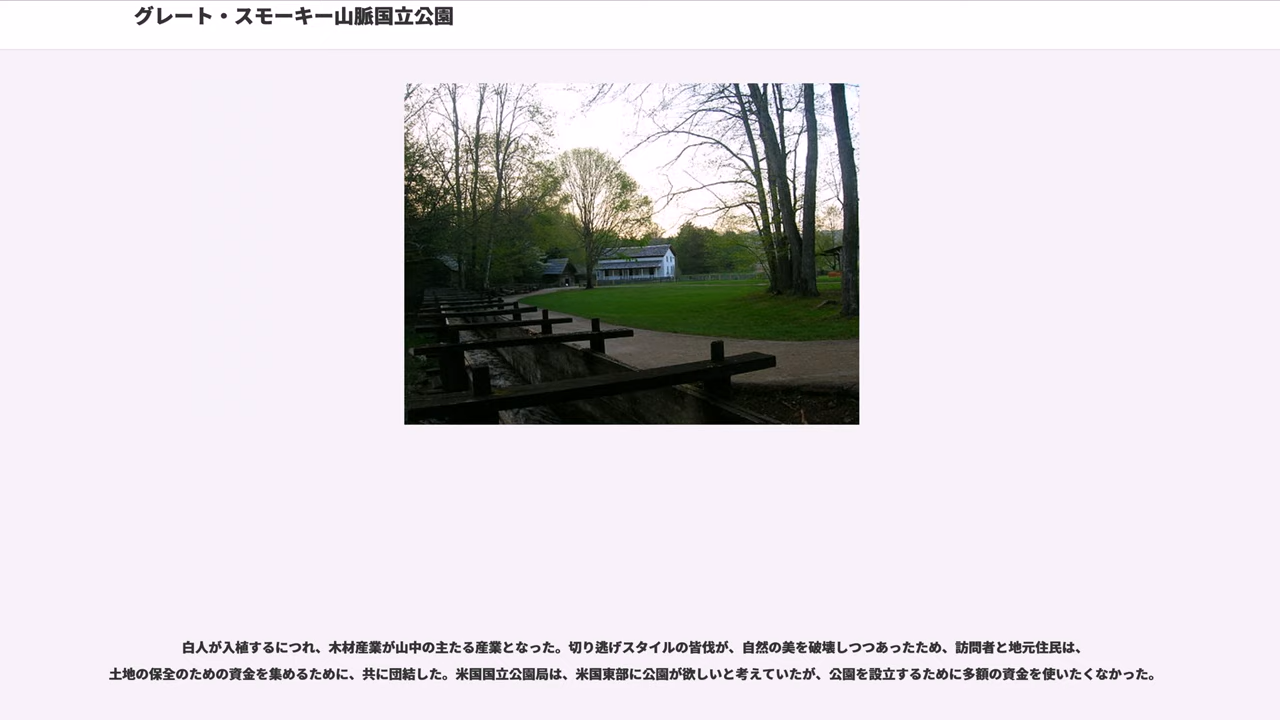 グレート・スモーキー山脈国立公園
白人が入植するにつれ、木材産業が山中の主たる産業となった。切り逃げスタイルの皆伐が、自然の美を破壊しつつあったため、訪問者と地元住民は、
土地の保全のための資金を集めるために、共に団結した。米国国立公園局は、米国東部に公園が欲しいと考えていたが、公園を設立するために多額の資金を使いたくなかった。